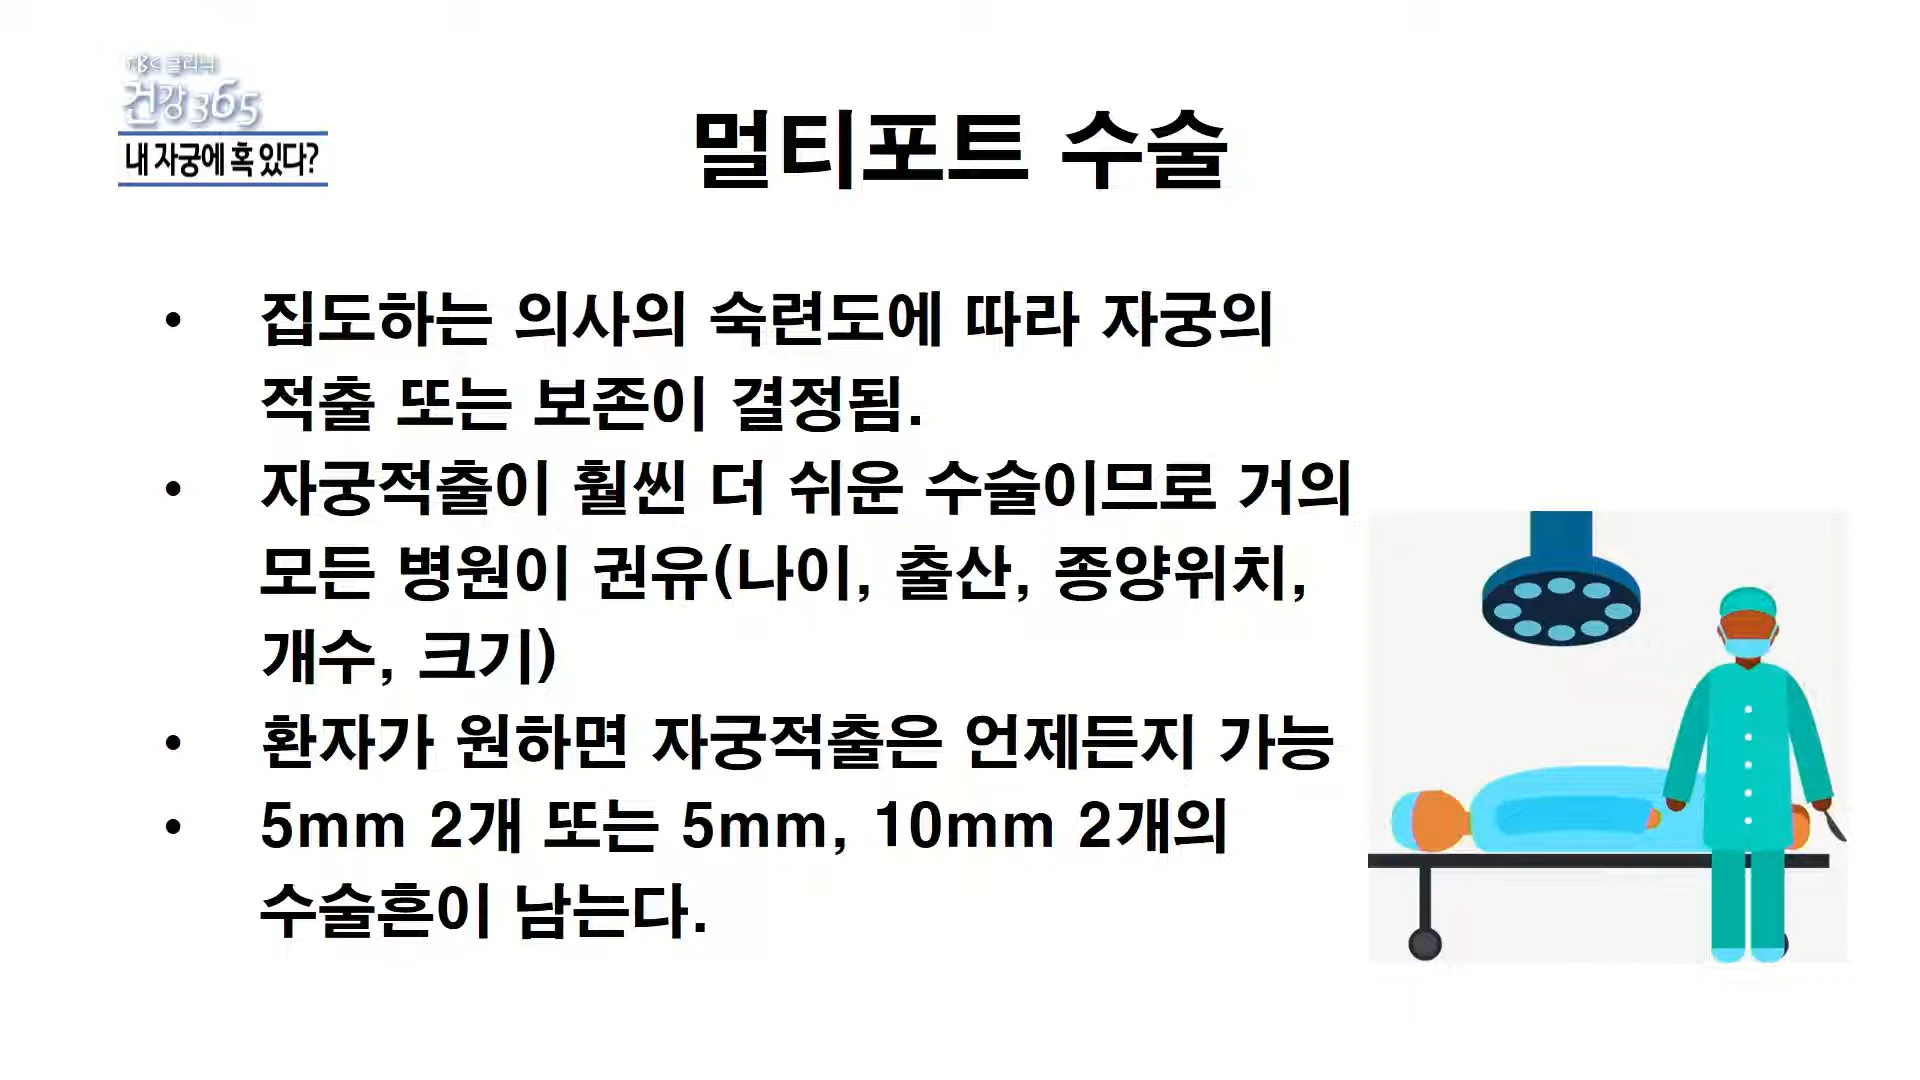 클리닉
건강365
내 자궁에 혹 있다?
멀티포트 수술
• 집도하는 의사의 숙련도에 따라 자궁의
적출 또는 보존이 결정됨.
• 자궁적출이 훨씬 더 쉬운 수술이므로 거의
모든 병원이 권유(나이, 출산, 종양위치,
개수, 크기)
• 환자가 원하면 자궁적출은 언제든지 가능
• 5mm 2개 또는 5mm, 10mm 2개의
수술흔이 남는다.